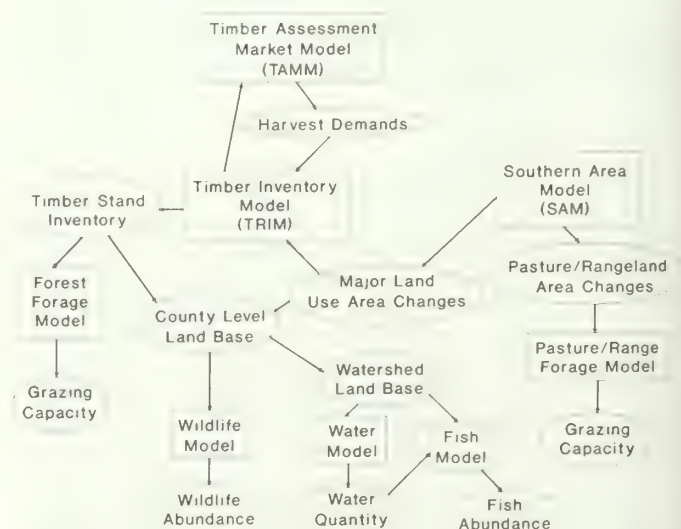 Timber Assessment
Market Model
(TAMM)
Harvest Demands
Timber Stand
Inventory
Timber Inventory
Model
(TRIM)
Southern Area
Model
(SAM)
Forest
Forage
Model
County Level
Land Base
Major Land
Use Area Changes
Pasture/Rangeland
Area Changes
Grazing
Capacity
Watershed
Land Base
Pasture/Range
Forage Model
Wildlife
Model
Water
Model
Fish
Model
Grazing
Capacity
Wildlife
Abundance
Water
Quantity
Fish
Abundance